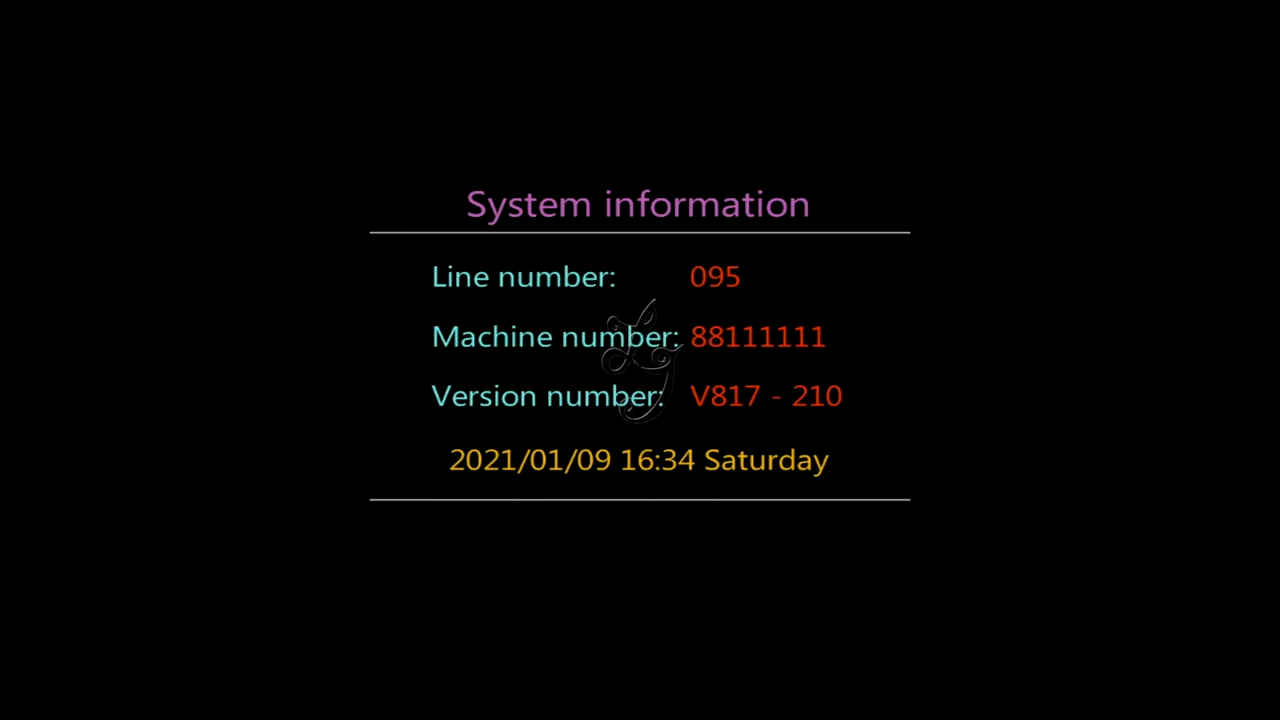 System information
Line number: 095
Machine number: 88111111
Version number: V817 - 210
2021/01/09 16:34 Saturday